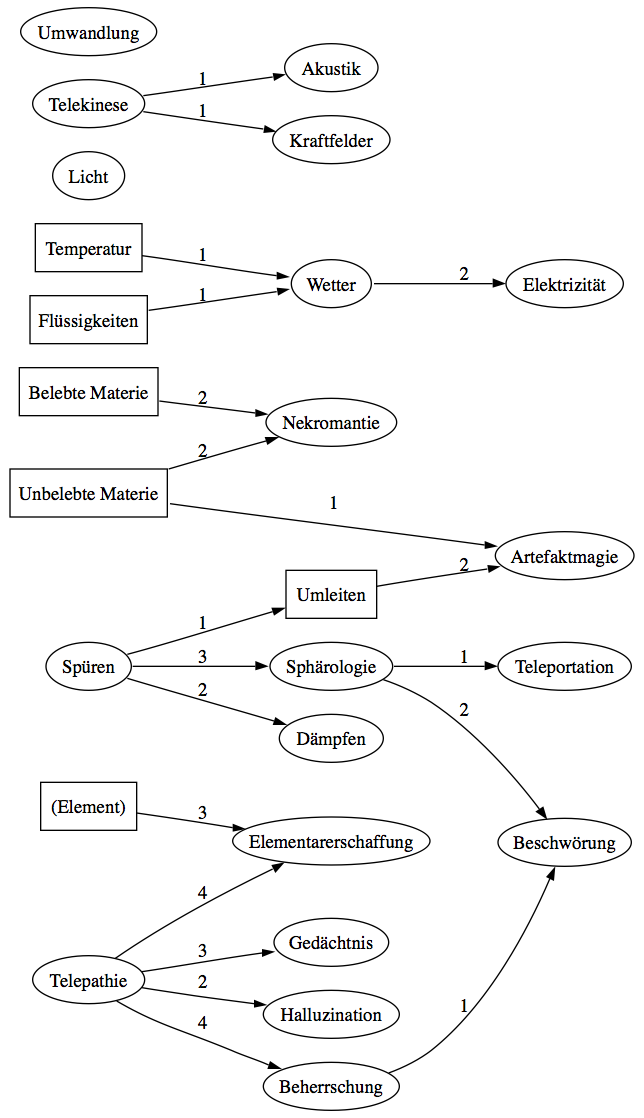 Umwandlung
Telekinese
1
Akustik
1
Kraftfelder
Licht
Temperatur
1
Flüssigkeiten
1
Wetter
2
Elektrizität
Belebte Materie
2
Nekromantie
2
Unbelebte Materie
1
Artefaktmagie
2
Umleiten
1
Spüren
3
Sphärologie
1
Teleportation
2
2
Dämpfen
(Element)
3
Elementarerschaffung
Beschwörung
4
Gedächtnis
3
Telepathie
2
Halluzination
4
1
Beherrschung